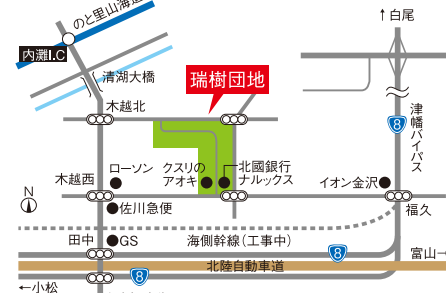 のと里山海道
↑白尾
内灘I.C
清湖大橋
瑞樹団地
木越北
8
津幡バイパス
ローソン
クスリの
アオキ
北國銀行
ナルックス
木越西
イオン金沢
N
佐川急便
福久
田中
GS
海側幹線(工事中)
8
富山→
北陸自動車道
8
←小松